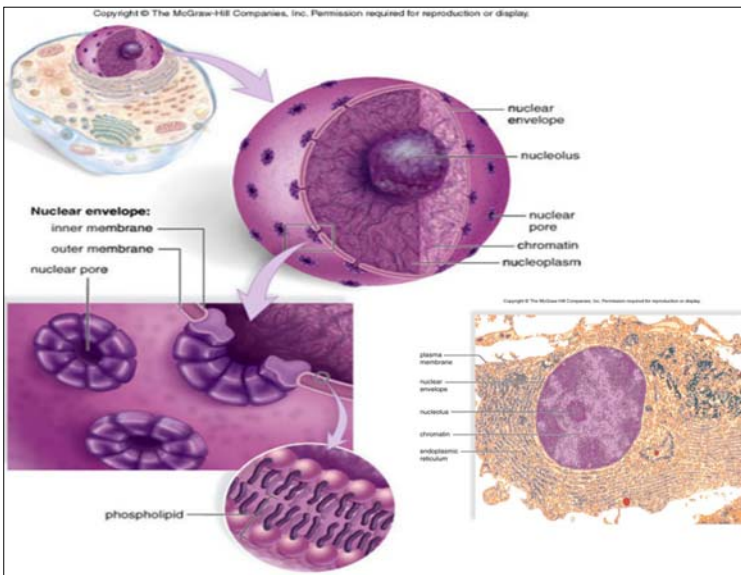 Copyright © The McGraw-Hill Companies, Inc. Permission required for reproduction or display.
nuclear
envelope
nucleolus
nuclear
pore
chromatin
nucleoplasm
Nuclear envelope:
inner membrane
outer membrane
nuclear pore
phospholipid
Copyright © The McGraw-Hill Companies, Inc. Permission required for reproduction or display.
plasma
membrane
nuclear
envelope
nucleolus
chromatin
endoplasmic
reticulum